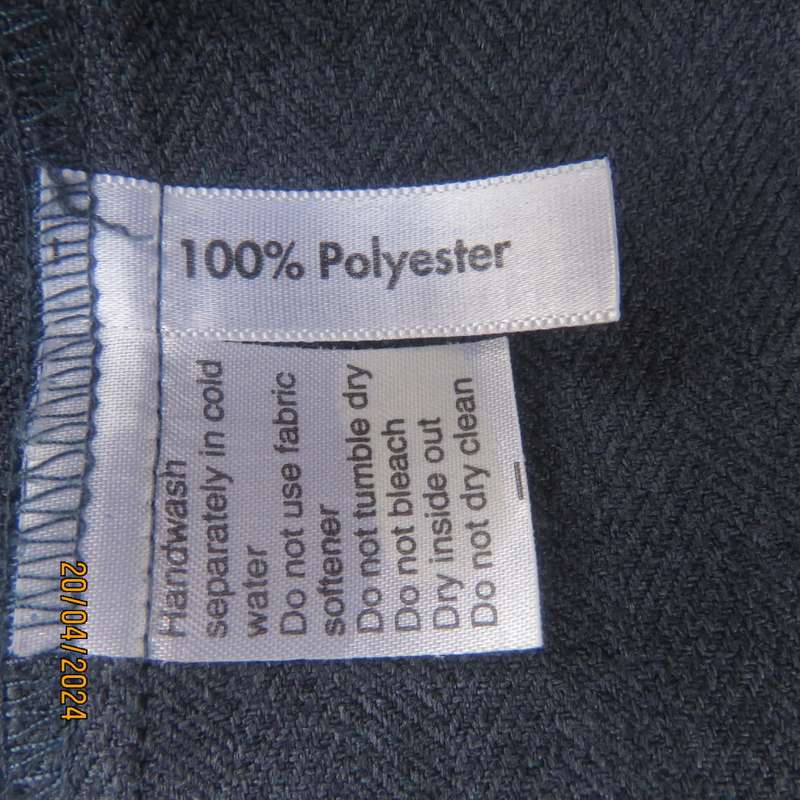 100% Polyester
Handwash
separately in cold
water
Do not use fabric
softener
Do not tumble dry
Do not bleach
Dry inside out
Do not dry clean
20/04/2024